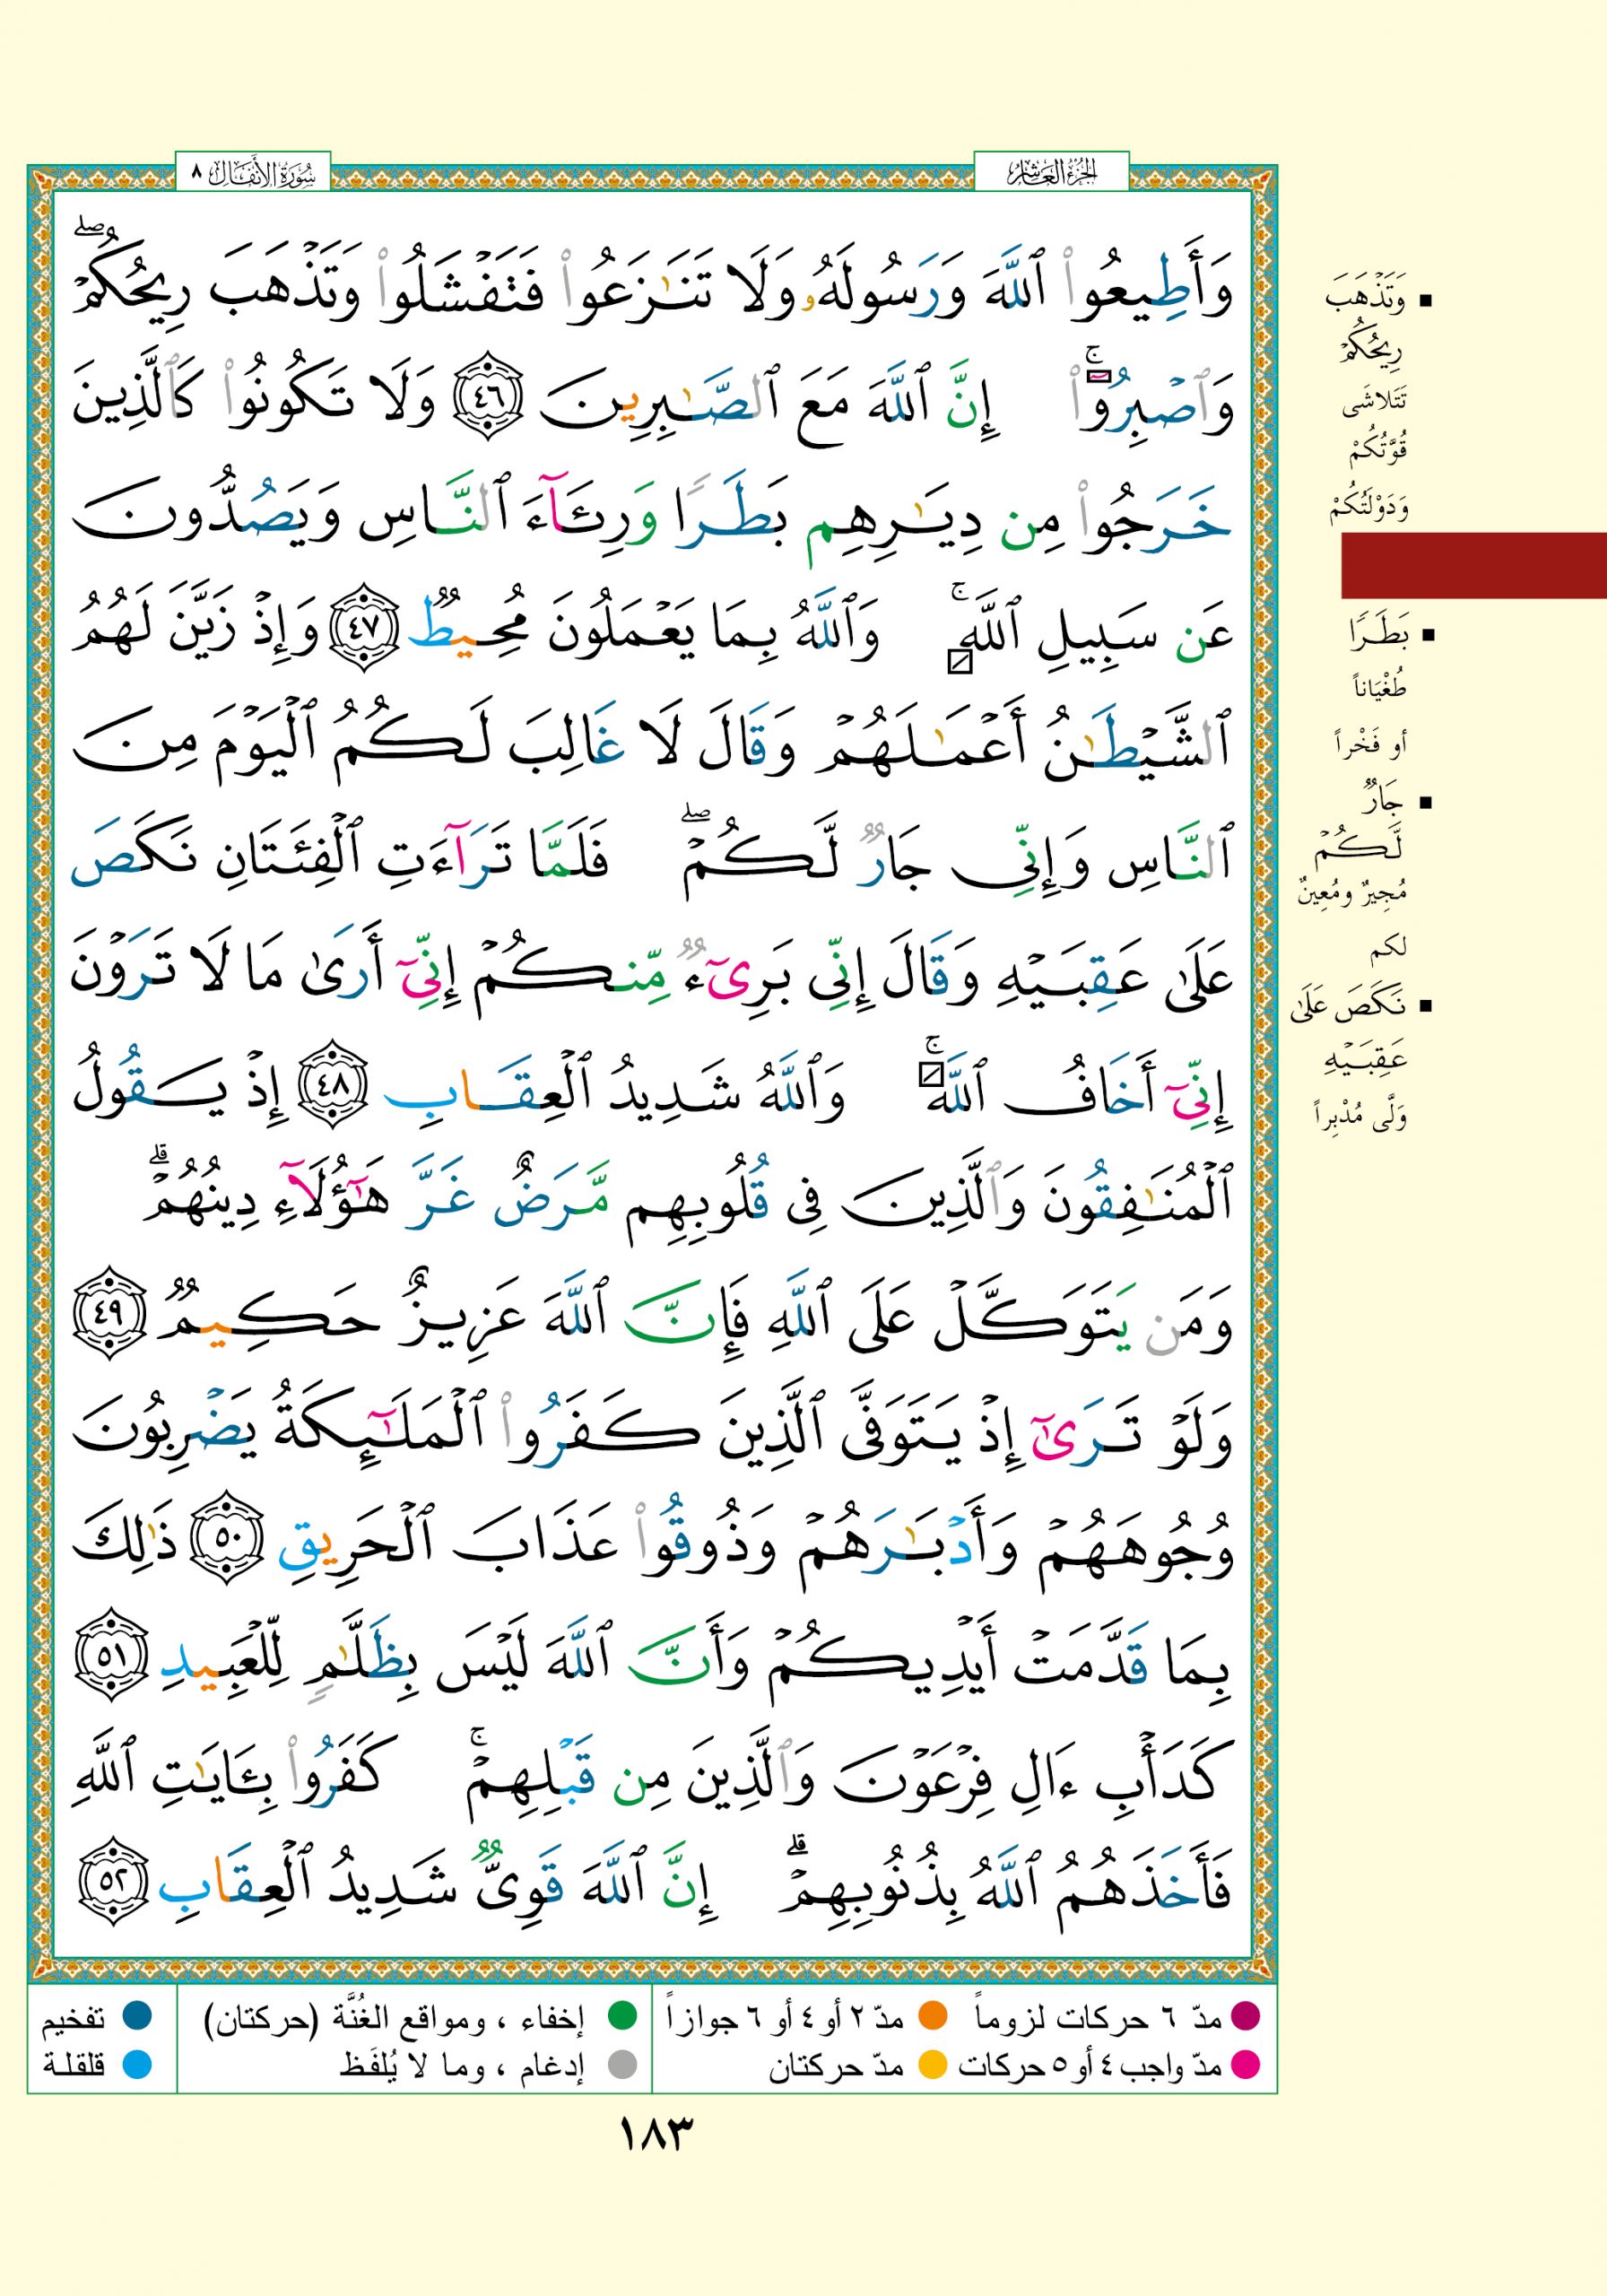 الجزء العاشر
سورة الأنفال ٨
وَأَطِيعُوا۟ ٱللَّهَ وَرَسُولَهُۥ وَلَا تَنَـٰزَعُوا۟ فَتَفْشَلُوا۟ وَتَذْهَبَ رِيحُكُمْ ۖ
وَٱصْبِرُوٓا۟ ۚ إِنَّ ٱللَّهَ مَعَ ٱلصَّـٰبِرِينَ ٤٦ وَلَا تَكُونُوا۟ كَٱلَّذِينَ
خَرَجُوا۟ مِن دِيَـٰرِهِم بَطَرًا وَرِئَآءَ ٱلنَّاسِ وَيَصُدُّونَ
عَن سَبِيلِ ٱللَّهِ ۚ وَٱللَّهُ بِمَا يَعْمَلُونَ مُحِيطٌ ٤٧ وَإِذْ زَيَّنَ لَهُمُ
ٱلشَّيْطَـٰنُ أَعْمَـٰلَهُمْ وَقَالَ لَا غَالِبَ لَكُمُ ٱلْيَوْمَ مِنَ
ٱلنَّاسِ وَإِنِّى جَارٌ لَّكُمْ ۖ فَلَمَّا تَرَآءَتِ ٱلْفِئَتَانِ نَكَصَ
عَلَىٰ عَقِبَيْهِ وَقَالَ إِنِّى بَرِىٓءٌ مِّنكُمْ إِنِّىٓ أَرَىٰ مَا لَا تَرَوْنَ
إِنِّىٓ أَخَافُ ٱللَّهَ ۚ وَٱللَّهُ شَدِيدُ ٱلْعِقَابِ ٤٨ إِذْ يَقُولُ
ٱلْمُنَـٰفِقُونَ وَٱلَّذِينَ فِى قُلُوبِهِم مَّرَضٌ غَرَّ هَـٰٓؤُلَآءِ دِينُهُمْ ۗ
وَمَن يَتَوَكَّلْ عَلَى ٱللَّهِ فَإِنَّ ٱللَّهَ عَزِيزٌ حَكِيمٌ ٤٩
وَلَوْ تَرَىٰٓ إِذْ يَتَوَفَّى ٱلَّذِينَ كَفَرُوا۟ ٱلْمَلَـٰٓئِكَةُ يَضْرِبُونَ
وُجُوهَهُمْ وَأَدْبَـٰرَهُمْ وَذُوقُوا۟ عَذَابَ ٱلْحَرِيقِ ٥٠ ذَٰلِكَ
بِمَا قَدَّمَتْ أَيْدِيكُمْ وَأَنَّ ٱللَّهَ لَيْسَ بِظَلَّـٰمٍ لِّلْعَبِيدِ ٥١
كَدَأْبِ ءَالِ فِرْعَوْنَ وَٱلَّذِينَ مِن قَبْلِهِمْ ۚ كَفَرُوا۟ بِـَٔايَـٰتِ ٱللَّهِ
فَأَخَذَهُمُ ٱللَّهُ بِذُنُوبِهِمْ ۗ إِنَّ ٱللَّهَ قَوِىٌّ شَدِيدُ ٱلْعِقَابِ ٥٢
وَتَذْهَبَ
رِيحُكُمْ
تَتَلاشَى
قُوَّتُكُمْ
وَدَوْلَتُكُمْ
بَطَرًا
طُغْيَاناً
أو فَخْراً
جَارٌ
لَّكُمْ
مُجِيرٌ ومُعِينٌ
لكم
نَكَصَ عَلَىٰ
عَقِبَيْهِ
وَلَّى مُدْبِراً
مدّ ٦ حركات لزوماً
مدّ ٢ أو ٤ أو ٦ جوازاً
إخفاء ، ومواقع الغُنَّة (حركتان)
تفخيم
مدّ واجب ٤ أو ٥ حركات
مدّ حركتان
إدغام ، وما لا يُلفَظ
قلقلة
١٨٣